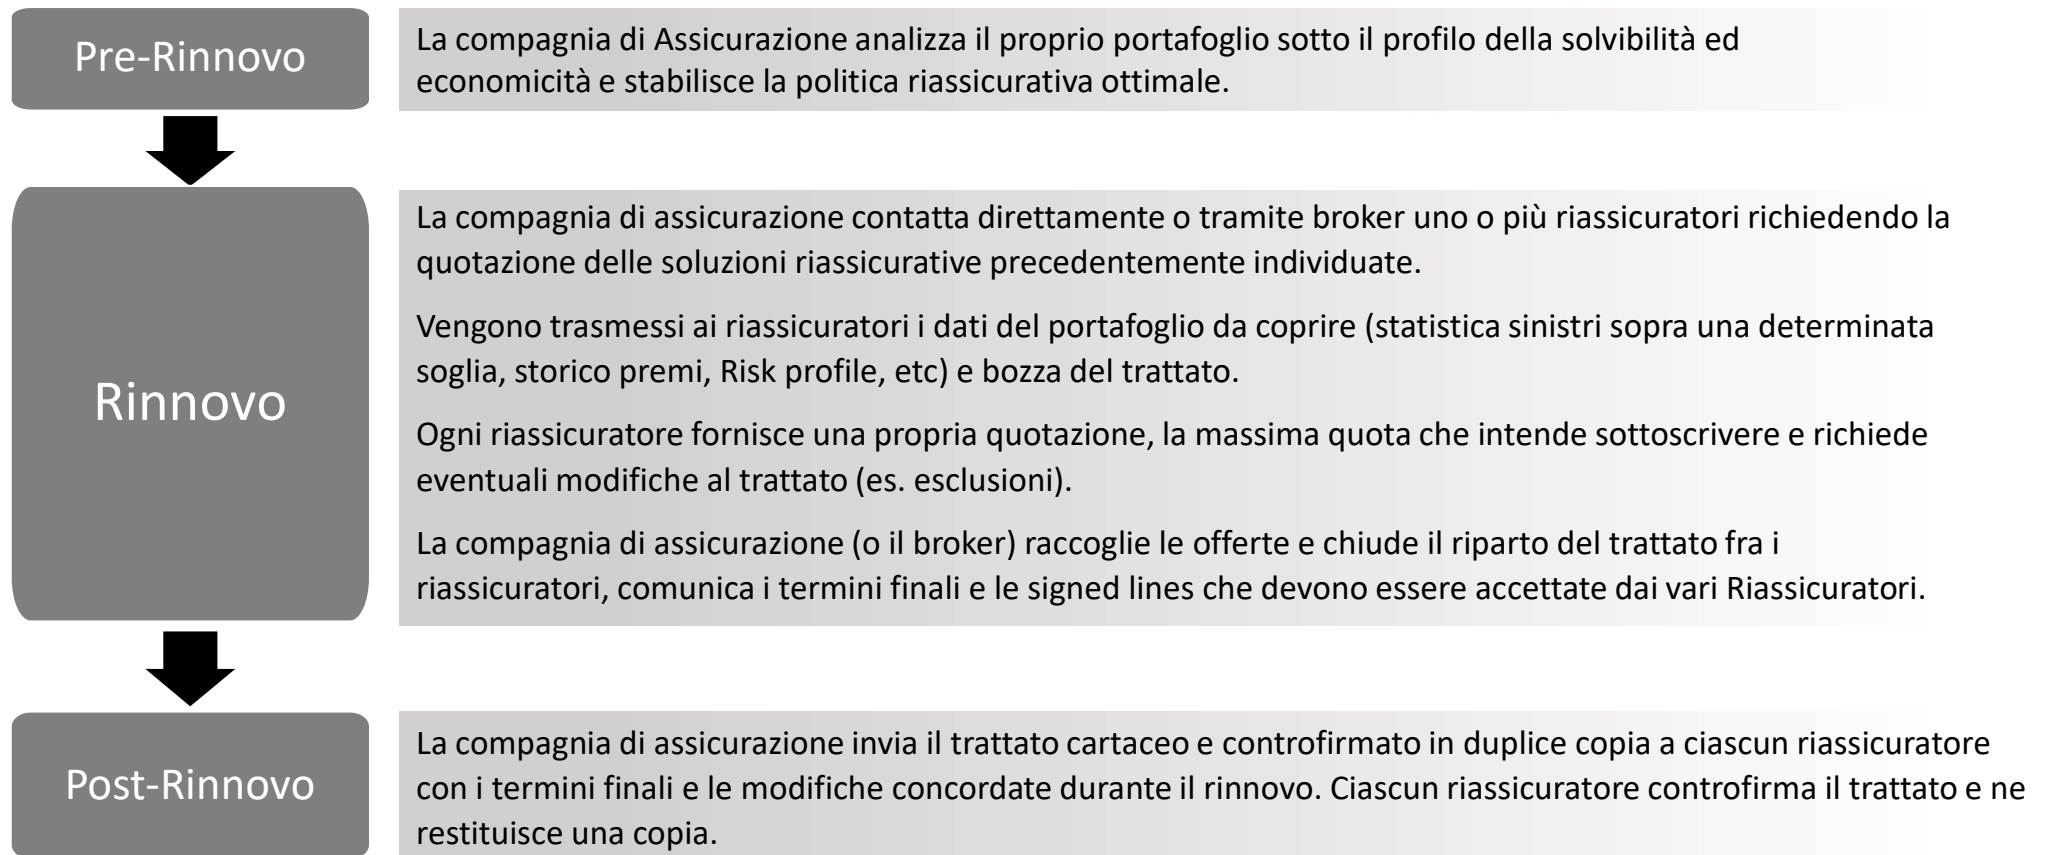 Pre-Rinnovo
La compagnia di Assicurazione analizza il proprio portafoglio sotto il profilo della solvibilità ed
economicità e stabilisce la politica riassicurativa ottimale.
Rinnovo
La compagnia di assicurazione contatta direttamente o tramite broker uno o più riassicuratori richiedendo la
quotazione delle soluzioni riassicurative precedentemente individuate.
Vengono trasmessi ai riassicuratori i dati del portafoglio da coprire (statistica sinistri sopra una determinata
soglia, storico premi, Risk profile, etc) e bozza del trattato.
Ogni riassicuratore fornisce una propria quotazione, la massima quota che intende sottoscrivere e richiede
eventuali modifiche al trattato (es. esclusioni).
La compagnia di assicurazione (o il broker) raccoglie le offerte e chiude il riparto del trattato fra i
riassicuratori, comunica i termini finali e le signed lines che devono essere accettate dai vari Riassicuratori.
Post-Rinnovo
La compagnia di assicurazione invia il trattato cartaceo e controfirmato in duplice copia a ciascun riassicuratore
con i termini finali e le modifiche concordate durante il rinnovo. Ciascun riassicuratore controfirma il trattato e ne
restituisce una copia.